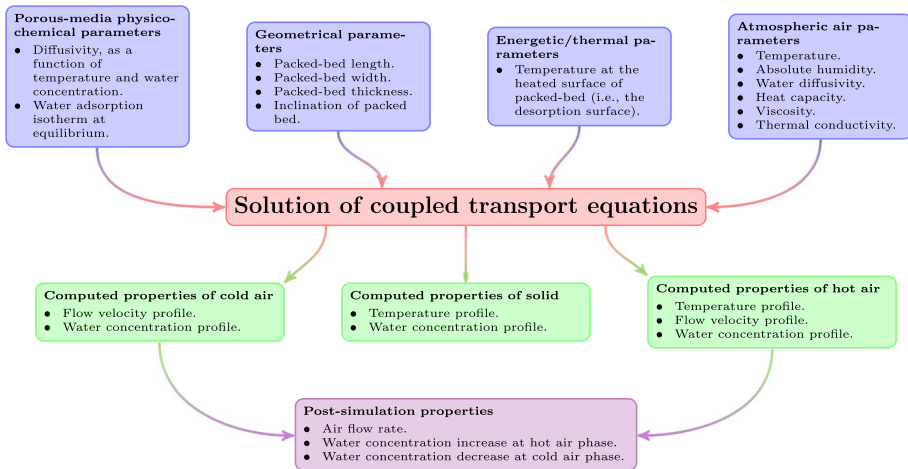 Porous-media physico-
chemical parameters
• Diffusivity, as a
function of
temperature and water
concentration.
• Water adsorption
isotherm at
equilibrium.
Geometrical parame-
ters
• Packed-bed length.
• Packed-bed width.
• Packed-bed thickness.
• Inclination of packed
bed.
Energetic/thermal pa-
rameters
• Temperature at the
heated surface of
packed-bed (i.e., the
desorption surface).
Atmospheric air pa-
rameters
• Temperature.
• Absolute humidity.
• Water diffusivity.
• Heat capacity.
• Viscosity.
• Thermal conductivity.
Solution of coupled transport equations
Computed properties of cold air
• Flow velocity profile.
• Water concentration profile.
Computed properties of solid
• Temperature profile.
• Water concentration profile.
Computed properties of hot air
• Temperature profile.
• Flow velocity profile.
• Water concentration profile.
Post-simulation properties
• Air flow rate.
• Water concentration increase at hot air phase.
• Water concentration decrease at cold air phase.